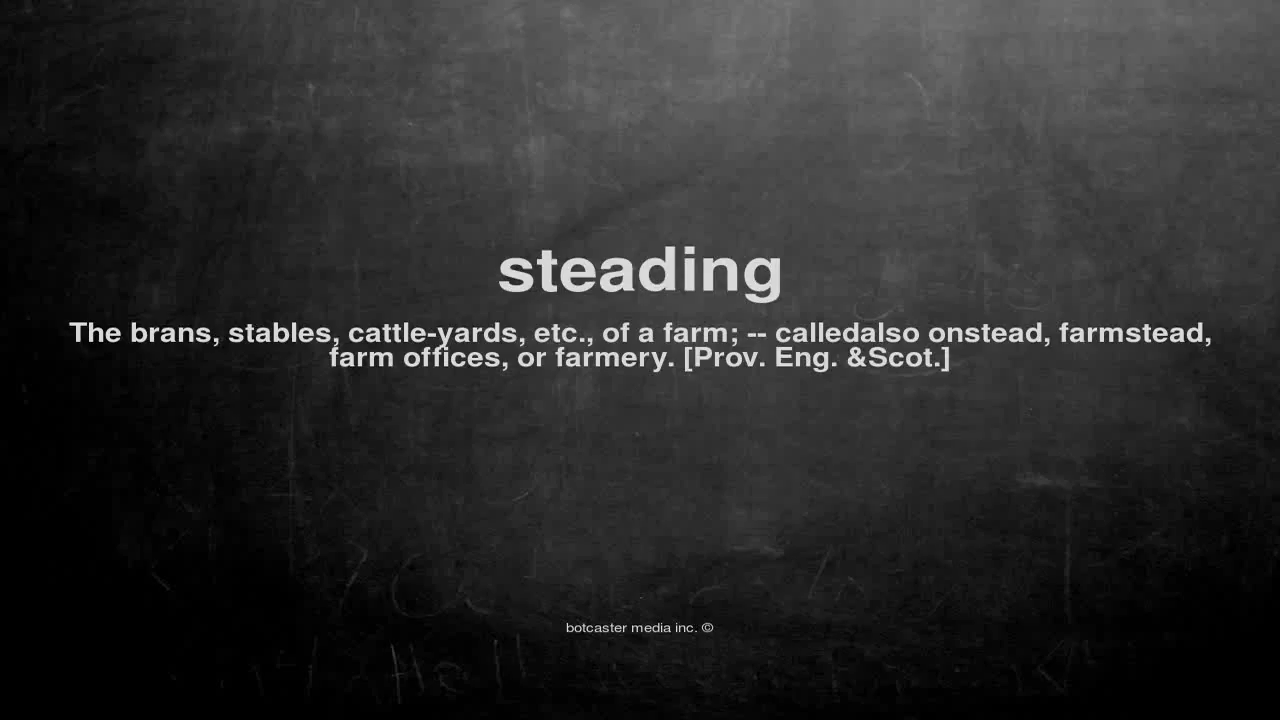 steading
The brans, stables, cattle-yards, etc., of a farm; -- calledalso onstead, farmstead,
farm offices, or farmery. [Prov. Eng. &Scot.]
botcaster media inc. ©